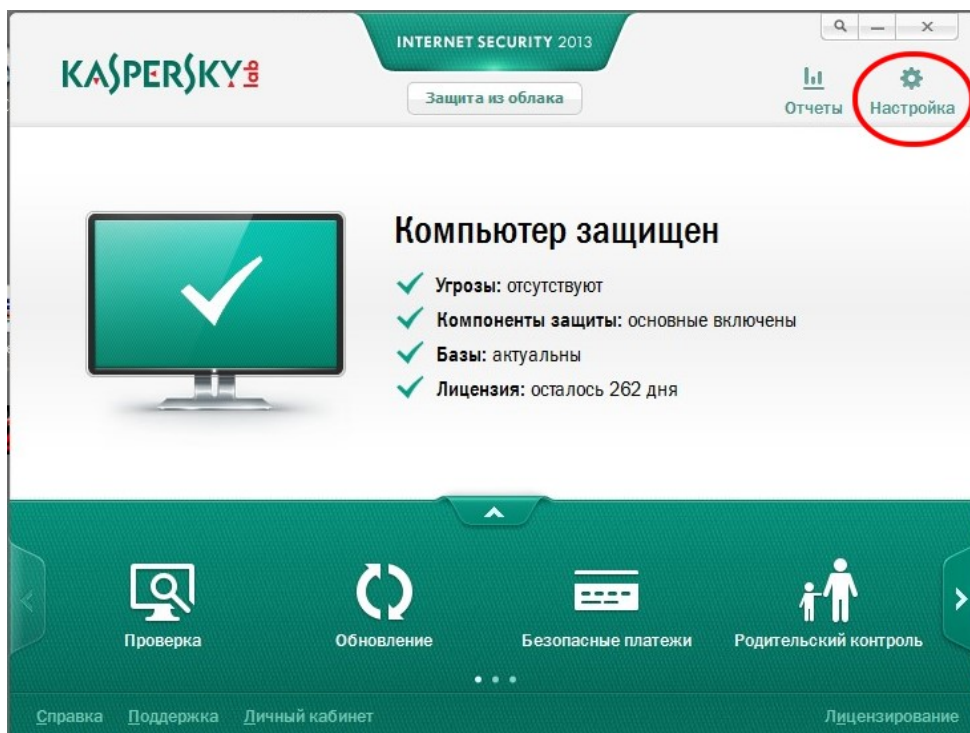 KASPERSKY lab
INTERNET SECURITY 2013
Защита из облака
Отчеты
Настройка
Компьютер защищен
Угрозы: отсутствуют
Компоненты защиты: основные включены
Базы: актуальны
Лицензия: осталось 262 дня
Проверка
Обновление
Безопасные платежи
Родительский контроль
Справка Поддержка Личный кабинет
Лицензирование